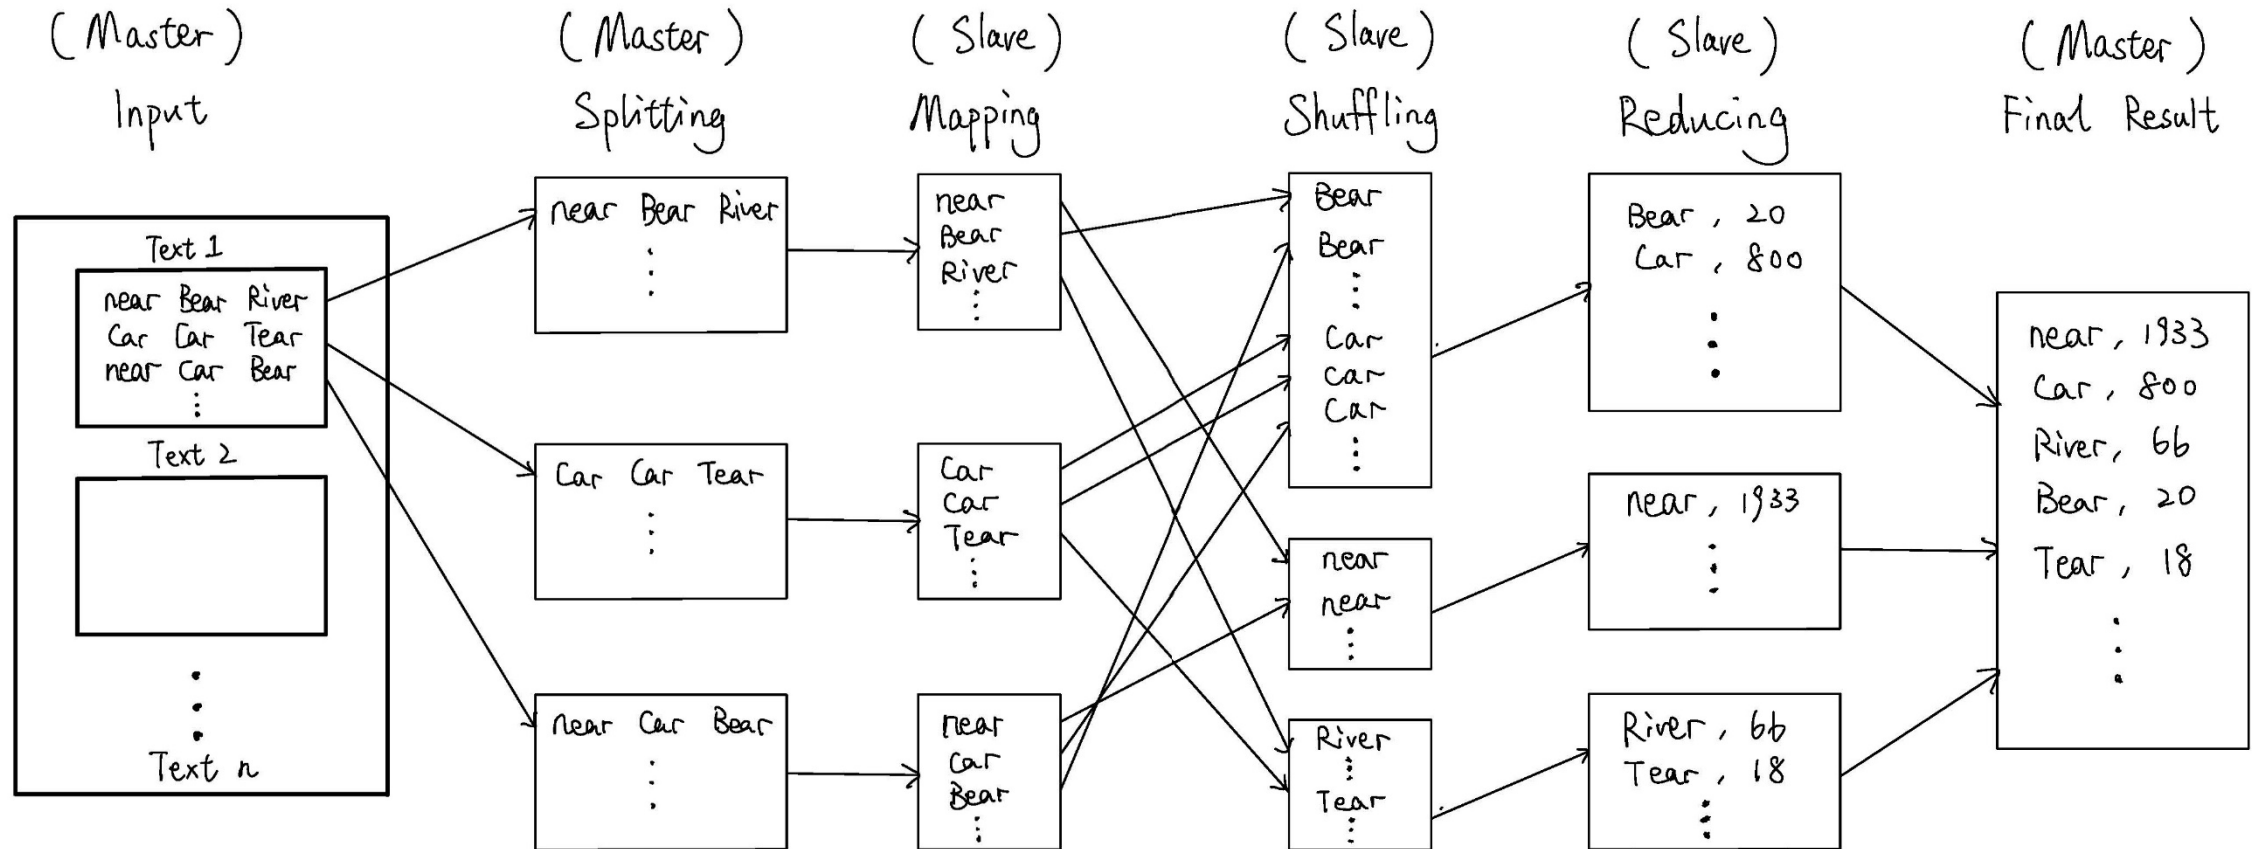 (Master)
Input
Text 1
near Bear River
Car Car Tear
near Car Bear
Text 2
Text n
(Master)
Splitting
near Bear River
Car Car Tear
near Car Bear
(Slave)
Mapping
near
Bear
River
Car
Car
Tear
near
Car
Bear
(Slave)
Shuffling
Bear
Bear
Car
Car
Car
near
near
River
Tear
(Slave)
Reducing
Bear, 20
Car, 800
near, 1933
River, 66
Tear, 18
(Master)
Final Result
near, 1933
Car, 800
River, 66
Bear, 20
Tear, 18